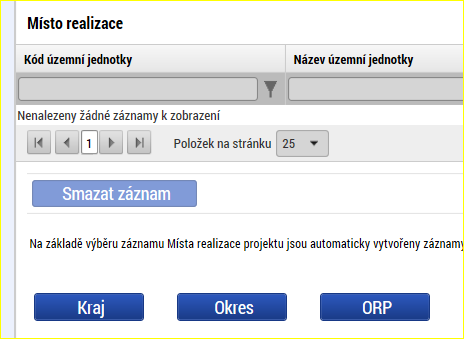 Místo realizace
Kód územní jednotky Název územní jednotky
Nenalezeny žádné záznamy k zobrazení
1 Položek na stránku 25
Smazat záznam
Na základě výběru záznamu Místa realizace projektu jsou automaticky vytvořeny záznamy
Kraj Okres ORP